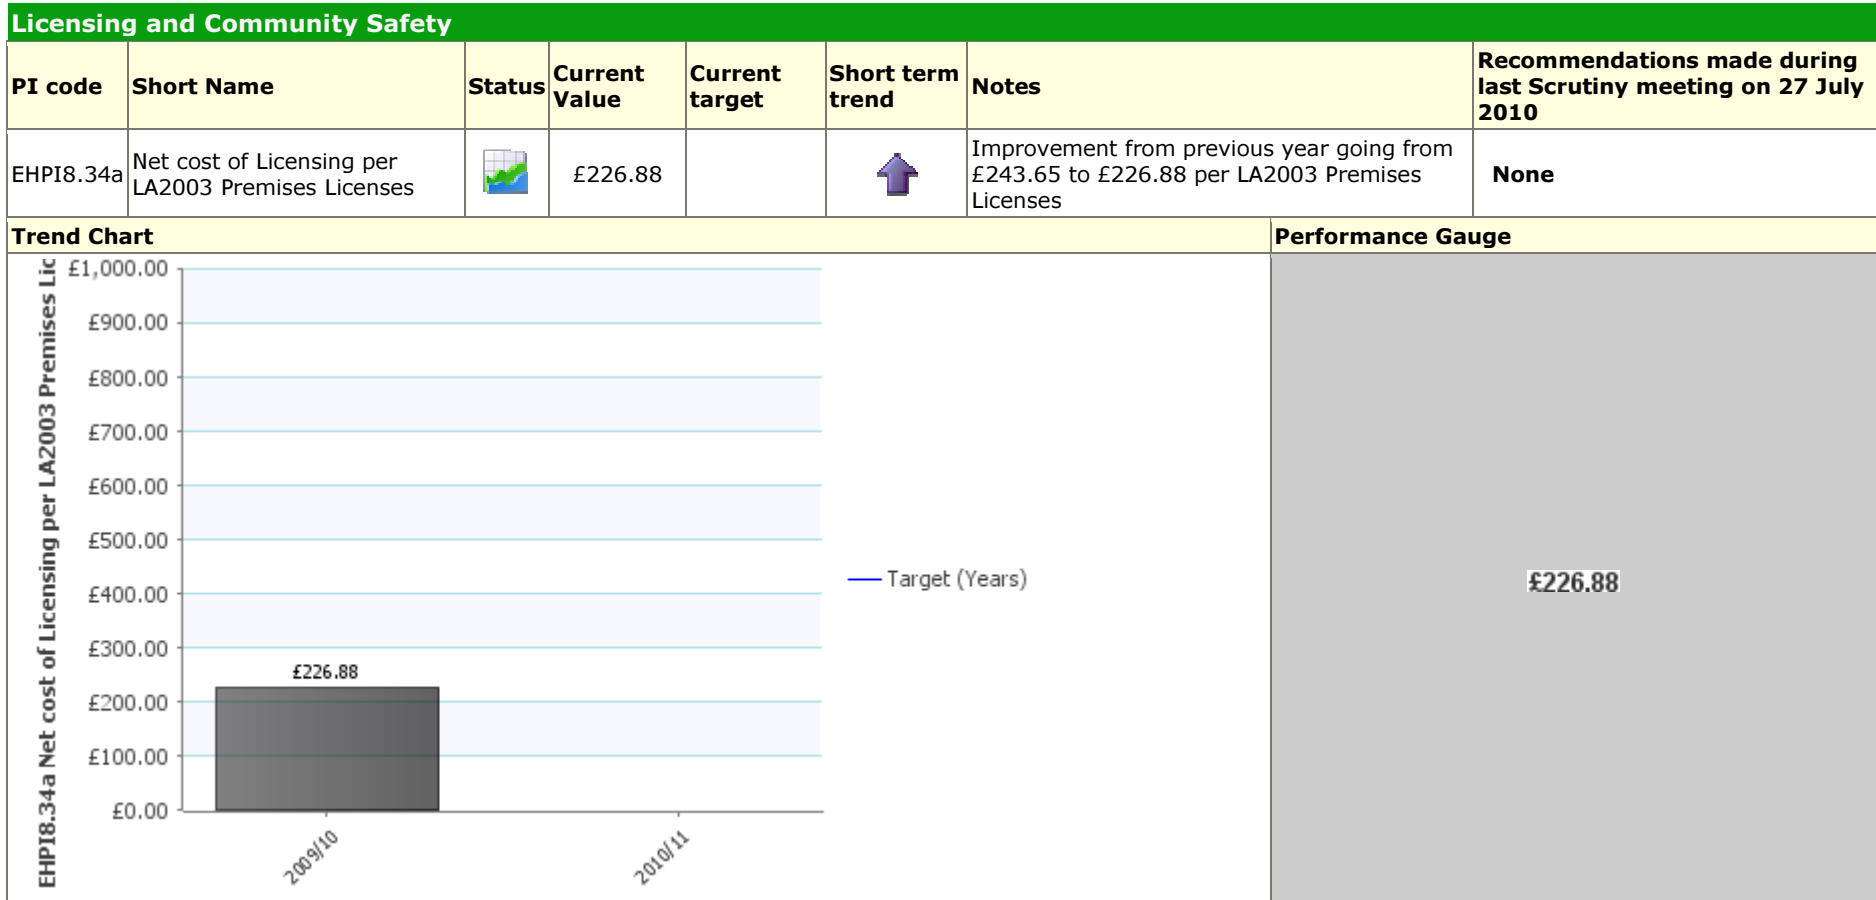 Licensing and Community Safety
PI code
Short Name
Status
Current
Value
Current
target
Short term
trend
Notes
Recommendations made during
last Scrutiny meeting on 27 July
2010
EHPI8.34a
Net cost of Licensing per
LA2003 Premises Licenses
£226.88
Improvement from previous year going from
£243.65 to £226.88 per LA2003 Premises
Licenses
None
Trend Chart
Performance Gauge
EHPI8.34a Net cost of Licensing per LA2003 Premises Lic
£1,000.00
£900.00
£800.00
£700.00
£600.00
£500.00
£400.00
£300.00
£200.00
£100.00
£0.00
£226.88
2009/10
2010/11
Target (Years)
£226.88